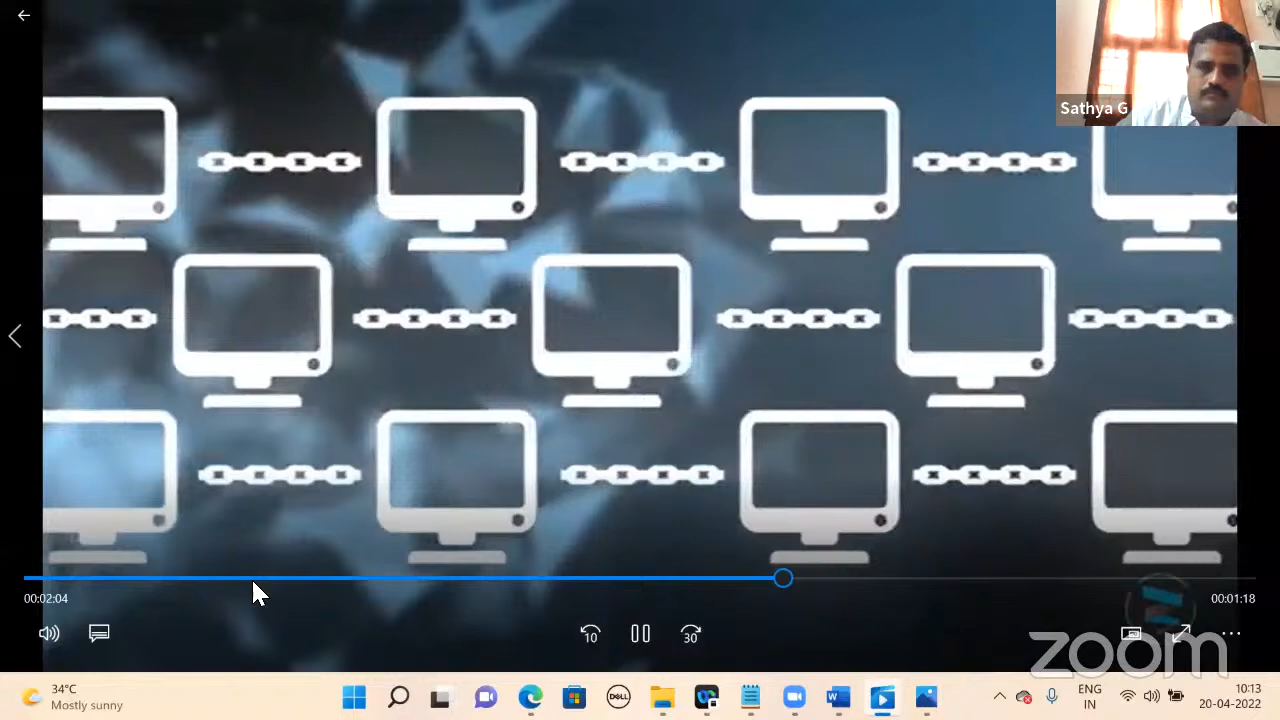 Sathya G
00:02:04
00:01:18
10
30
zoom
34°C
Mostly sunny
DELL
W
ENG
IN
10:13
20-04-2022